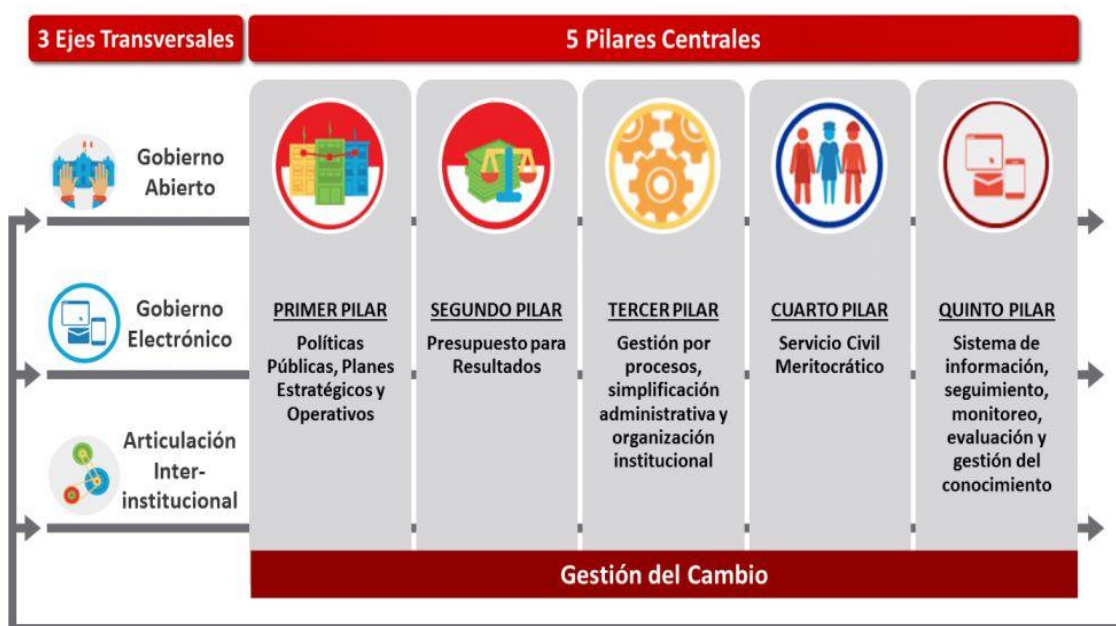 3 Ejes Transversales
5 Pilares Centrales
Gobierno
Abierto
Gobierno
Electrónico
Articulación
Inter-
institucional
PRIMER PILAR
Políticas
Públicas, Planes
Estratégicos y
Operativos
SEGUNDO PILAR
Presupuesto para
Resultados
TERCER PILAR
Gestión por
procesos,
simplificación
administrativa y
organización
institucional
CUARTO PILAR
Servicio Civil
Meritocrático
QUINTO PILAR
Sistema de
información,
seguimiento,
monitoreo,
evaluación y
gestión del
conocimiento
Gestión del Cambio